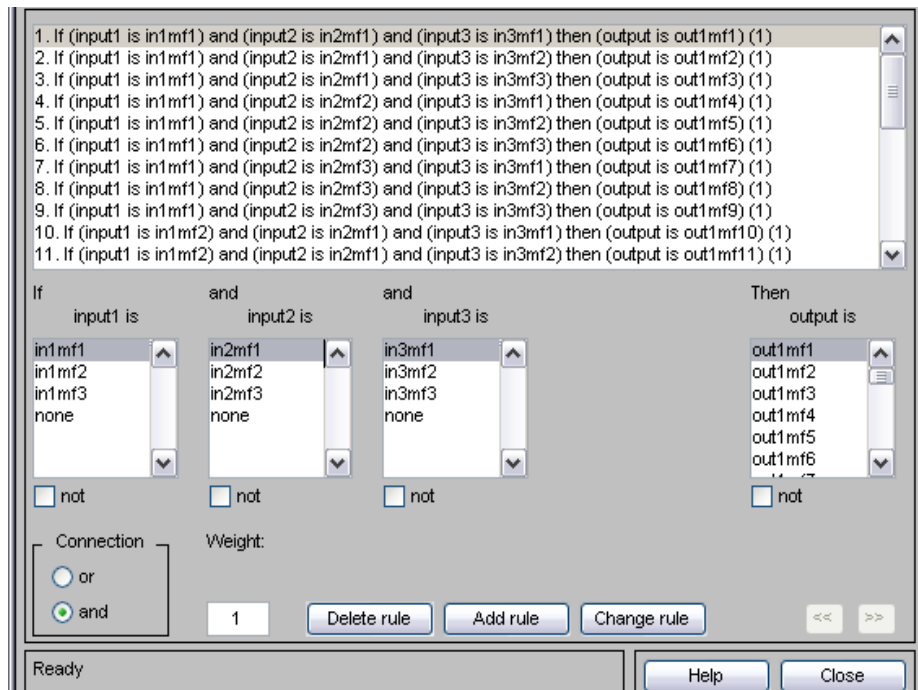 1. If (input1 is in1mf1) and (input2 is in2mf1) and (input3 is in3mf1) then (output is out1mf1) (1)
2. If (input1 is in1mf1) and (input2 is in2mf1) and (input3 is in3mf2) then (output is out1mf2) (1)
3. If (input1 is in1mf1) and (input2 is in2mf1) and (input3 is in3mf3) then (output is out1mf3) (1)
4. If (input1 is in1mf1) and (input2 is in2mf2) and (input3 is in3mf1) then (output is out1mf4) (1)
5. If (input1 is in1mf1) and (input2 is in2mf2) and (input3 is in3mf2) then (output is out1mf5) (1)
6. If (input1 is in1mf1) and (input2 is in2mf2) and (input3 is in3mf3) then (output is out1mf6) (1)
7. If (input1 is in1mf1) and (input2 is in2mf3) and (input3 is in3mf1) then (output is out1mf7) (1)
8. If (input1 is in1mf1) and (input2 is in2mf3) and (input3 is in3mf2) then (output is out1mf8) (1)
9. If (input1 is in1mf1) and (input2 is in2mf3) and (input3 is in3mf3) then (output is out1mf9) (1)
10. If (input1 is in1mf2) and (input2 is in2mf1) and (input3 is in3mf1) then (output is out1mf10) (1)
11. If (input1 is in1mf2) and (input2 is in2mf1) and (input3 is in3mf2) then (output is out1mf11) (1)
If and and Then
input1 is input2 is input3 is output is
in1mf1 in2mf1 in3mf1 out1mf1
in1mf2 in2mf2 in3mf2 out1mf2
in1mf3 in2mf3 in3mf3 out1mf3
none none none out1mf4
out1mf5
out1mf6
not not not not
Connection Weight:
or
and 1 Delete rule Add rule Change rule << >>
Ready Help Close